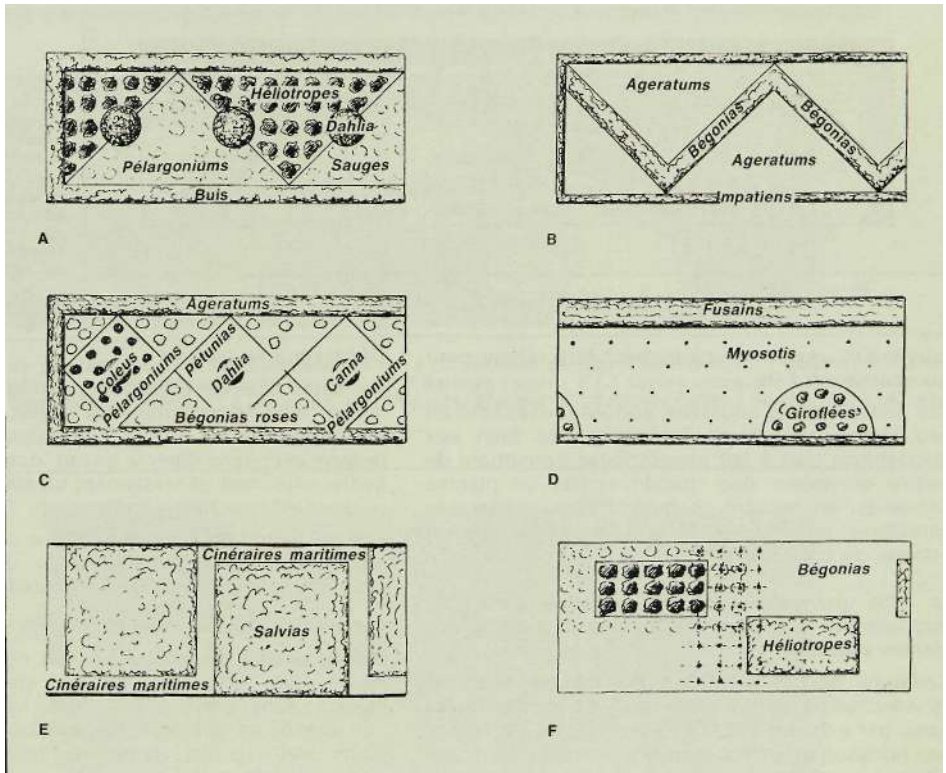 Héliotropes
Dahlia
Pélargoniums
Sauges
Buis
A
Ageratums
Bégonias
Bégonias
Ageratums
Impatiens
B
Ageratums
Coleus
Pélargoniums
Pétunias
Dahlia
Canna
Pélargoniums
Bégonias roses
C
Fusains
Myosotis
Giroflées
D
Cinéraires maritimes
Salvias
Cinéraires maritimes
E
Bégonias
Héliotropes
F